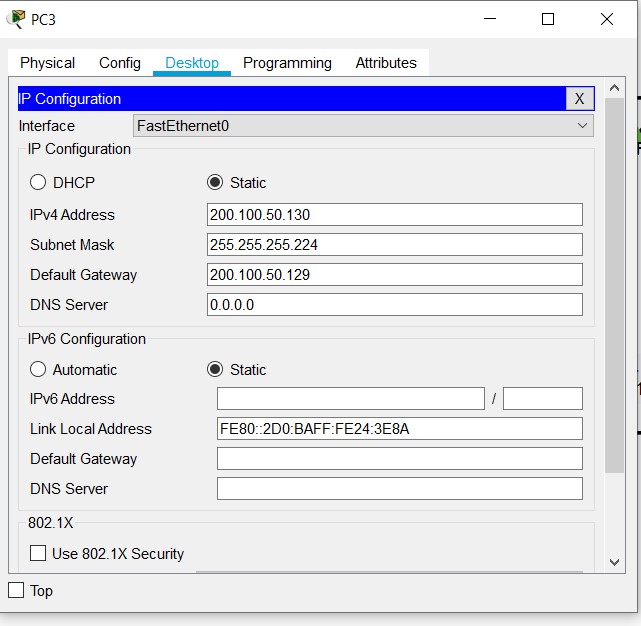 PC3
Physical Config Desktop Programming Attributes
IP Configuration X
Interface FastEthernet0
IP Configuration
DHCP Static
IPv4 Address 200.100.50.130
Subnet Mask 255.255.255.224
Default Gateway 200.100.50.129
DNS Server 0.0.0.0
IPv6 Configuration
Automatic Static
IPv6 Address /
Link Local Address FE80::2D0:BAFF:FE24:3E8A
Default Gateway
DNS Server
802.1X
Use 802.1X Security
Top